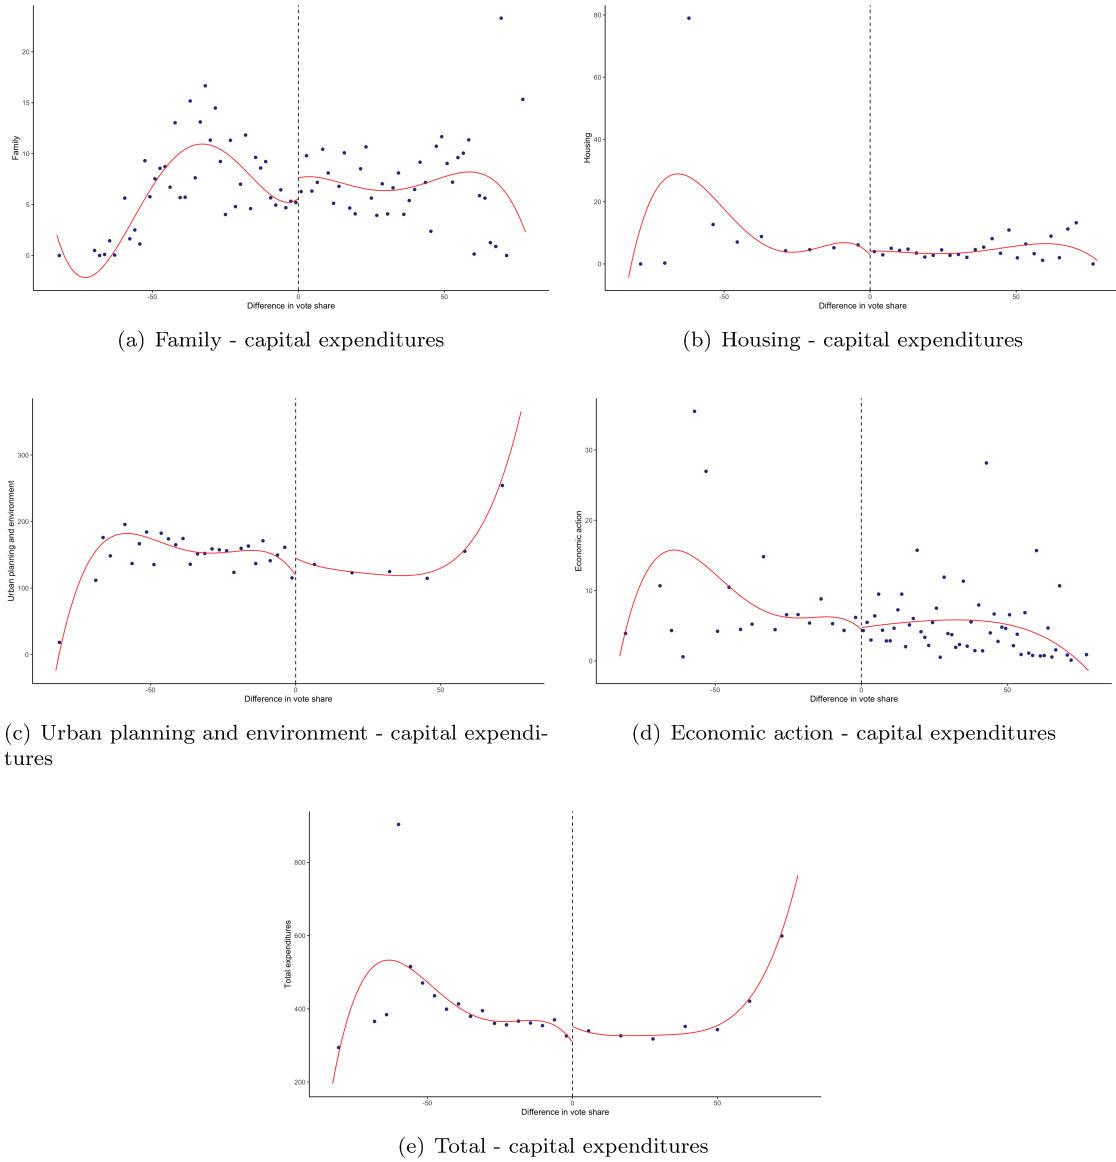 20
15
10
5
0
Family
-50
0
50
Difference in vote share
(a) Family - capital expenditures
80
60
40
20
0
Housing
-50
0
50
Difference in vote share
(b) Housing - capital expenditures
300
200
100
0
Urban planning and environment
-50
0
50
Difference in vote share
(c) Urban planning and environment - capital expendi-
tures
30
20
10
0
Economic action
-50
0
50
Difference in vote share
(d) Economic action - capital expenditures
800
600
400
200
Total expenditures
-50
0
50
Difference in vote share
(e) Total - capital expenditures